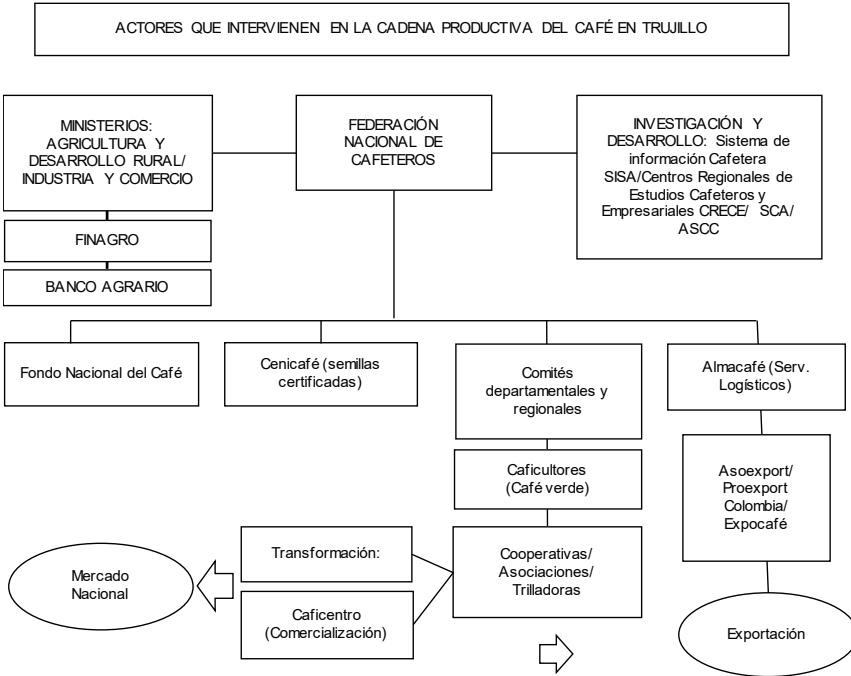 ACTORES QUE INTERVIENEN EN LA CADENA PRODUCTIVA DEL CAFÉ EN TRUJILLO
MINISTERIOS:
AGRICULTURA Y
DESARROLLO RURAL/
INDUSTRIA Y COMERCIO
FEDERACIÓN
NACIONAL DE
CAFETEROS
INVESTIGACIÓN Y
DESARROLLO: Sistema de
información Cafetera
SISA/Centros Regionales de
Estudios Cafeteros y
Empresariales CRECE/ SCA/
ASCC
FINAGRO
BANCO AGRARIO
Fondo Nacional del Café
Cenicafé (semillas
certificadas)
Comités
departamentales y
regionales
Almacafé (Serv.
Logísticos)
Caficultores
(Café verde)
Asoexport/
Proexport
Colombia/
Expocafé
Transformación:
Cooperativas/
Asociaciones/
Trilladoras
Mercado
Nacional
Caficentro
(Comercialización)
Exportación